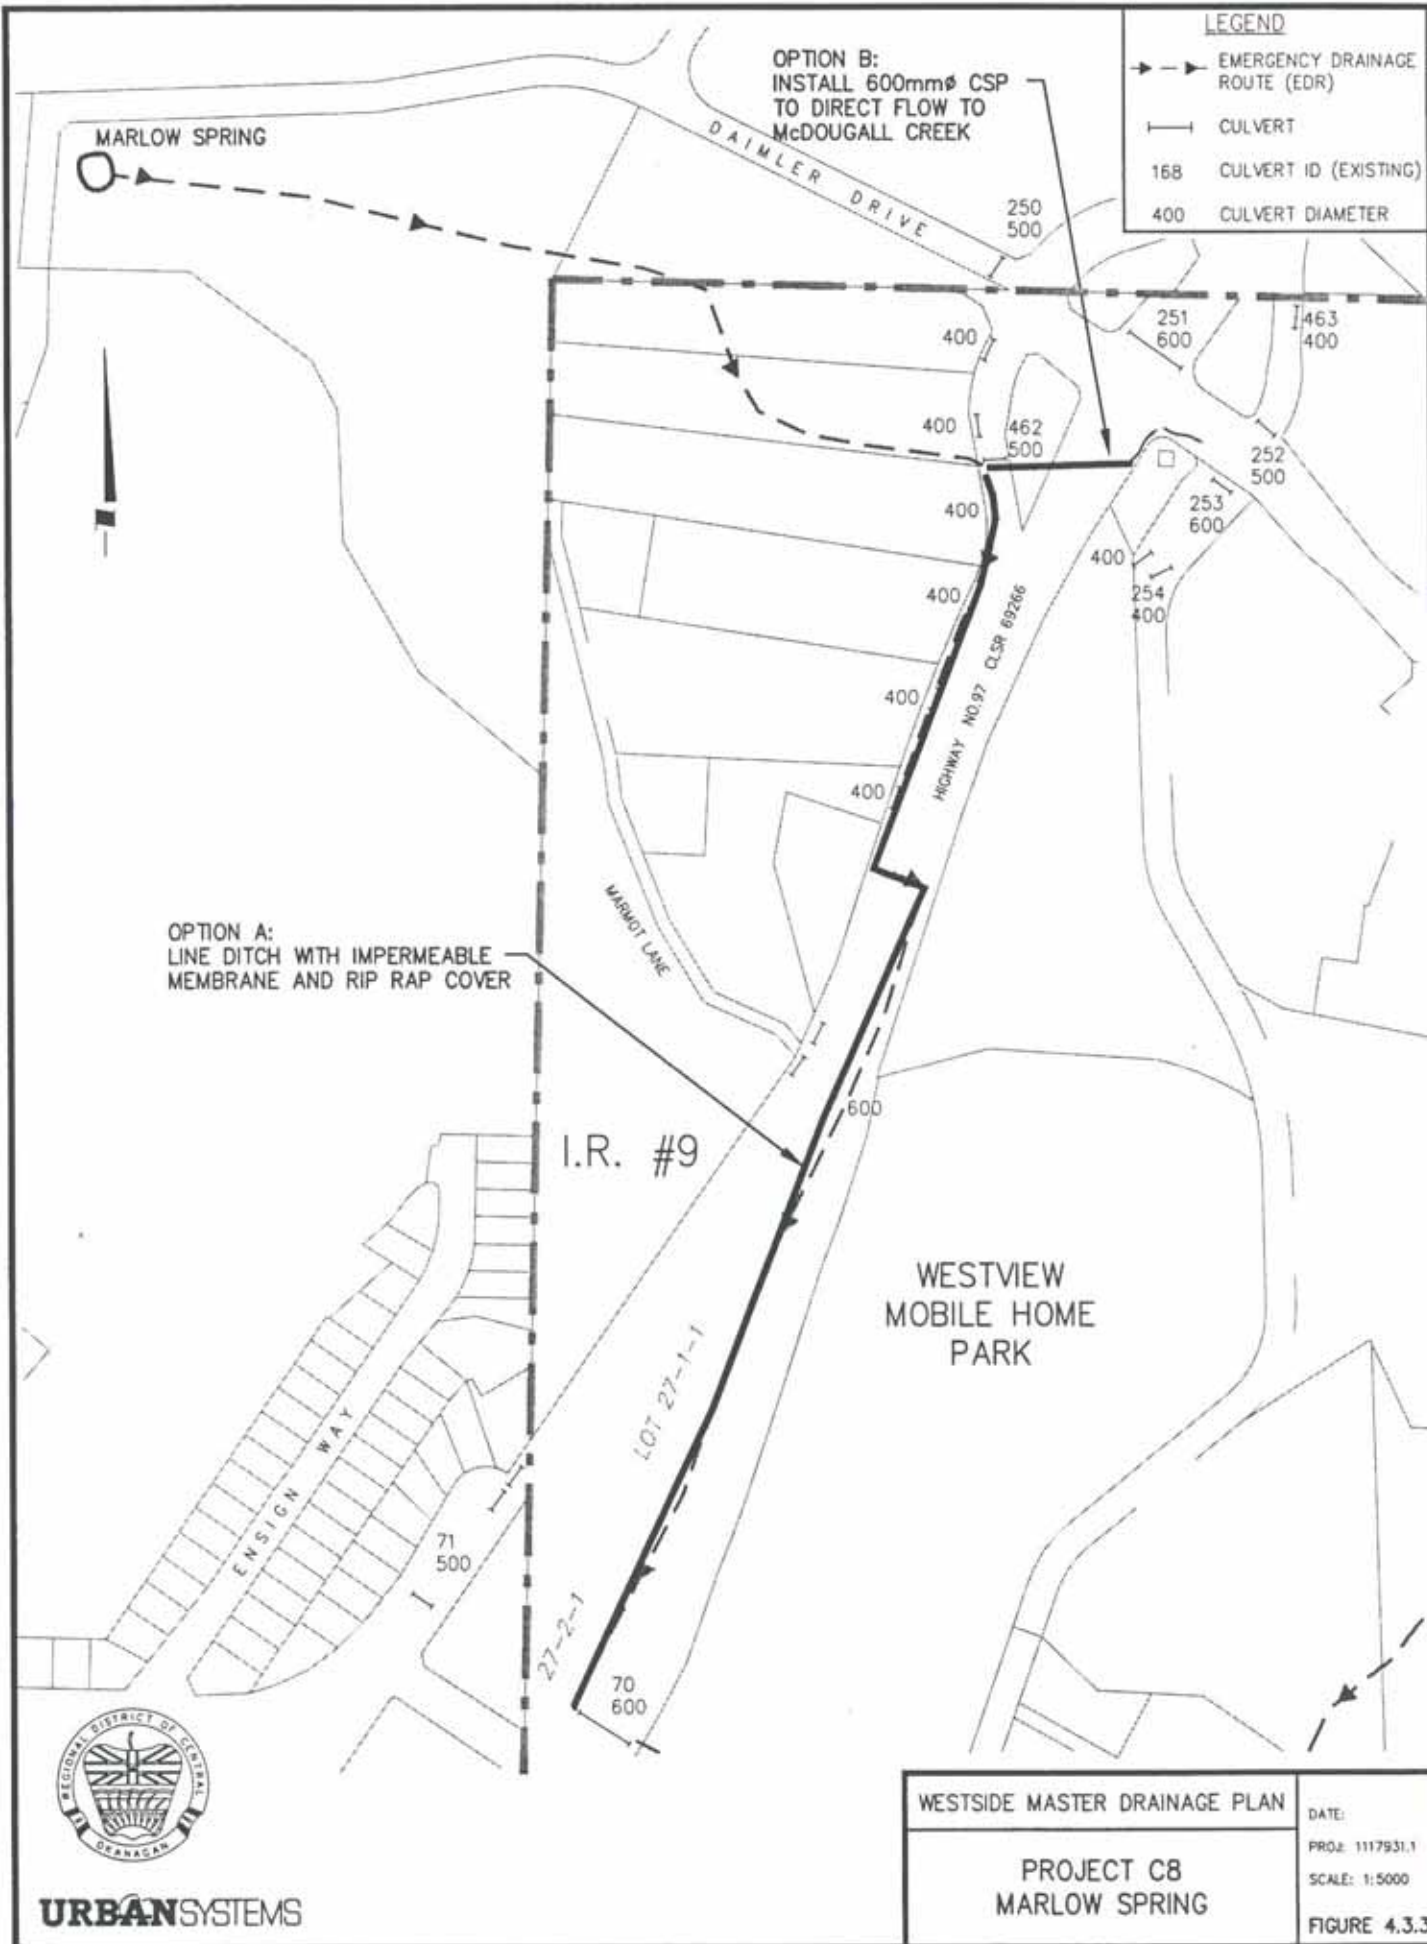 LEGEND
EMERGENCY DRAINAGE
ROUTE (EDR)
CULVERT
168 CULVERT ID (EXISTING)
400 CULVERT DIAMETER
OPTION B:
INSTALL 600mmø CSP
TO DIRECT FLOW TO
McDOUGALL CREEK
MARLOW SPRING
DAIMLER DRIVE
250
500
251
600
463
400
400
400
462
500
252
500
253
600
400
400
254
400
400
400
400
HIGHWAY NO.97 CLSR 69266
MARMOT LANE
OPTION A:
LINE DITCH WITH IMPERMEABLE
MEMBRANE AND RIP RAP COVER
600
I.R. #9
WESTVIEW
MOBILE HOME
PARK
LOT 27-1-1
ENSIGN WAY
71
500
27-2-1
70
600
REGIONAL DISTRICT OF CENTRAL
OKANAGAN
URBANSYSTEMS
WESTSIDE MASTER DRAINAGE PLAN
PROJECT C8
MARLOW SPRING
DATE:
PROJ: 1117931.1
SCALE: 1:5000
FIGURE 4.3.3